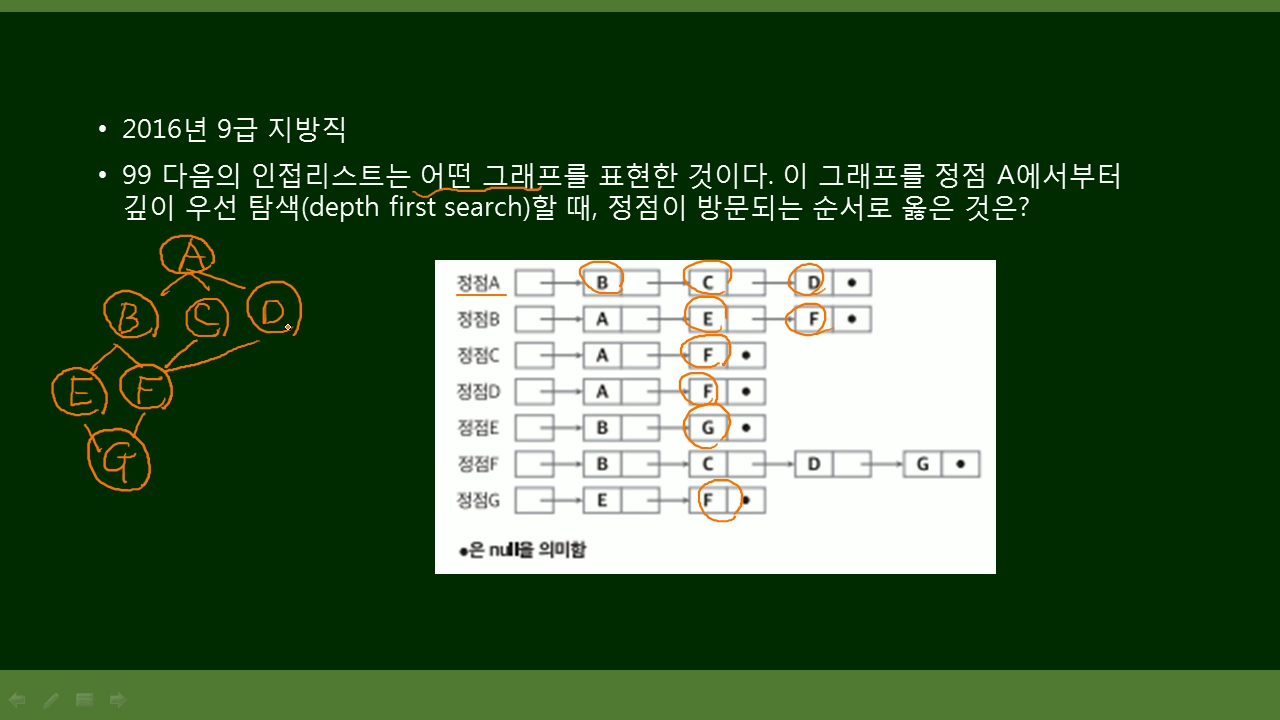 • 2016년 9급 지방직
• 99 다음의 인접리스트는 어떤 그래프를 표현한 것이다. 이 그래프를 정점 A에서부터
깊이 우선 탐색(depth first search)할 때, 정점이 방문되는 순서로 옳은 것은?
A
B C D
E F
G
정점A B C D •
정점B A E F •
정점C A F •
정점D A F •
정점E B G •
정점F B C D G •
정점G E F •
•은 null을 의미함